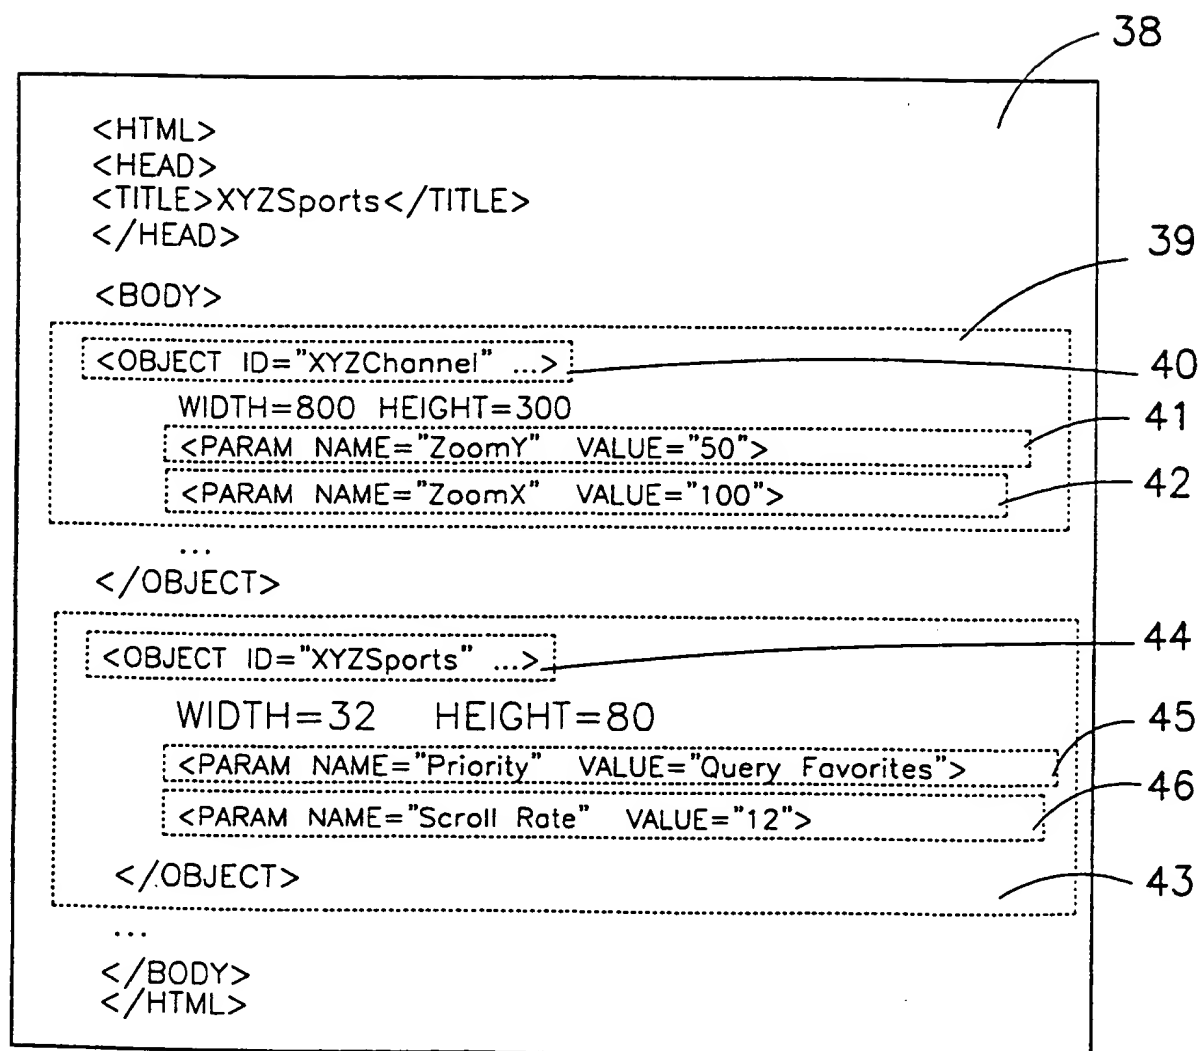 38
<HTML>
<HEAD>
<TITLE>XYZSports</TITLE>
</HEAD>
39
<BODY>
<OBJECT ID="XYZChannel" ...>
40
WIDTH=800 HEIGHT=300
41
<PARAM NAME="ZoomY" VALUE="50">
<PARAM NAME="ZoomX" VALUE="100">
42
...
</OBJECT>
<OBJECT ID="XYZSports" ...>
44
WIDTH=32 HEIGHT=80
45
<PARAM NAME="Priority" VALUE="Query Favorites">
46
<PARAM NAME="Scroll Rate" VALUE="12">
</OBJECT>
43
...
</BODY>
</HTML>